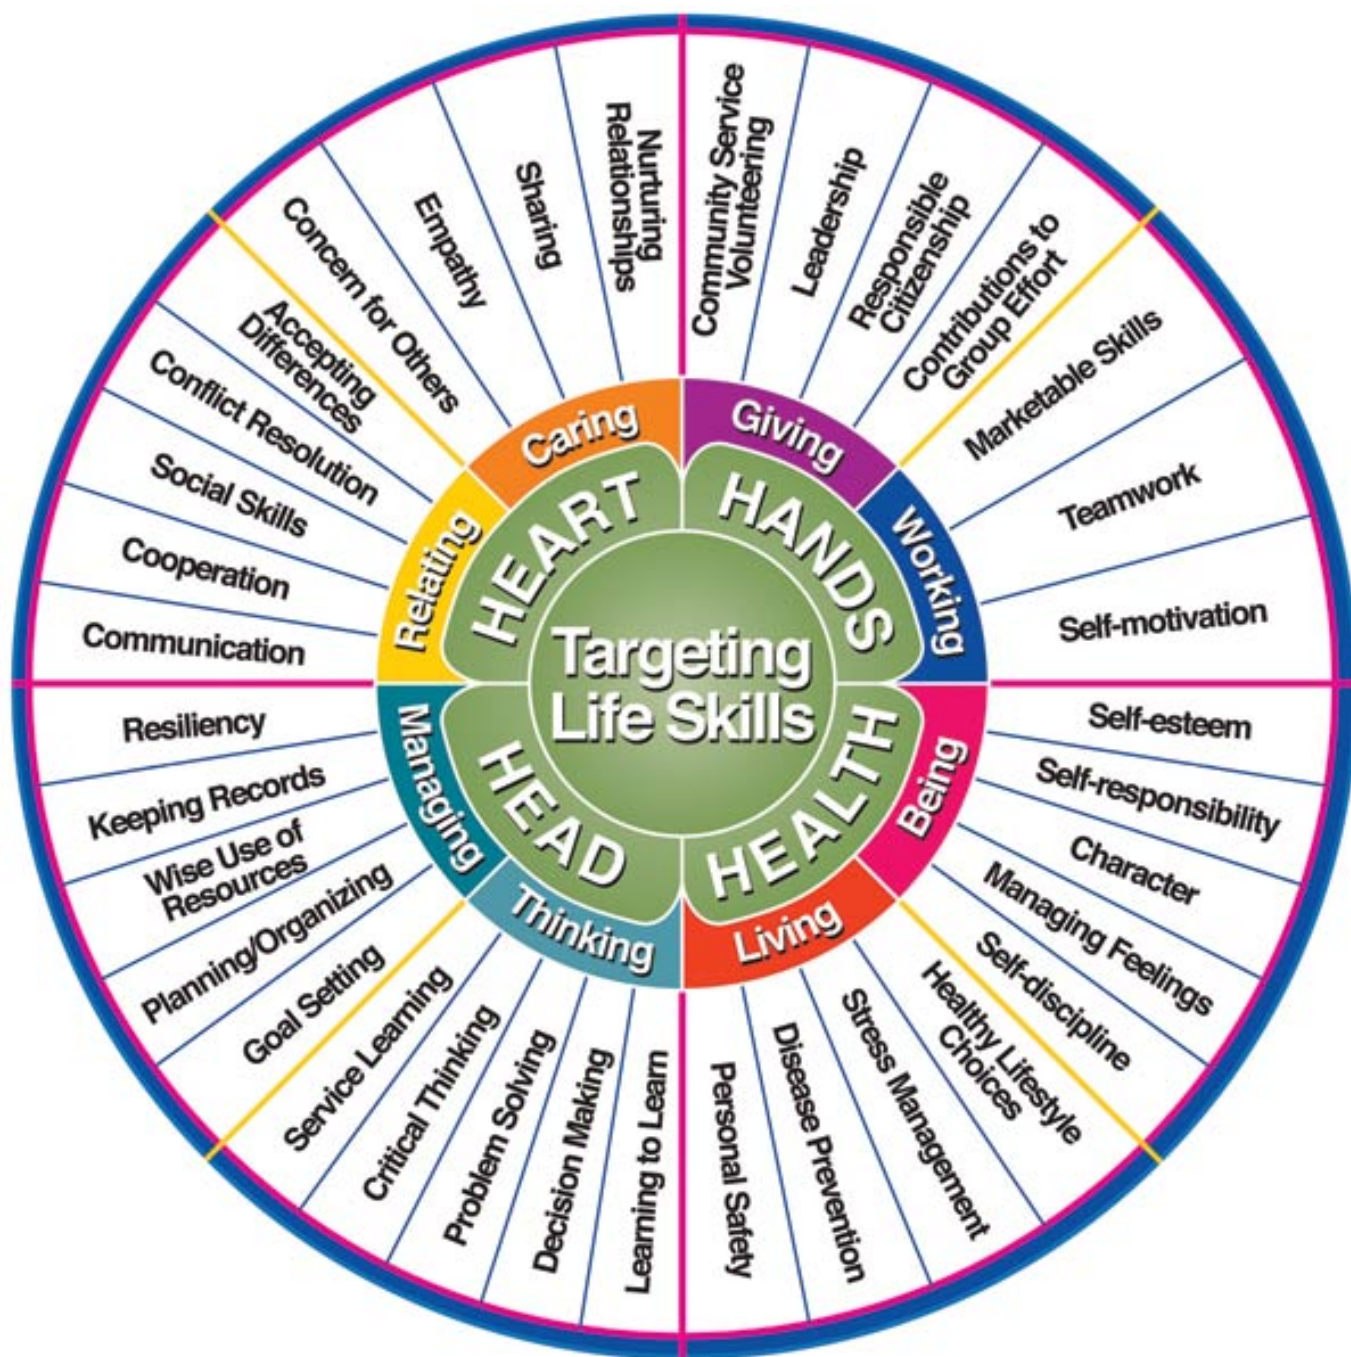 Targeting
Life Skills
HEART
HANDS
HEALTH
HEAD
Caring
Giving
Working
Being
Living
Thinking
Managing
Relating
Community Service
Volunteering
Leadership
Responsible
Citizenship
Contributions to
Group Effort
Marketable Skills
Teamwork
Self-motivation
Self-esteem
Self-responsibility
Character
Managing Feelings
Self-discipline
Healthy Lifestyle
Choices
Stress Management
Disease Prevention
Personal Safety
Learning to Learn
Decision Making
Problem Solving
Critical Thinking
Service Learning
Goal Setting
Planning/Organizing
Wise Use of
Resources
Keeping Records
Resiliency
Communication
Cooperation
Social Skills
Conflict Resolution
Accepting
Differences
Concern for Others
Empathy
Sharing
Nurturing
Relationships